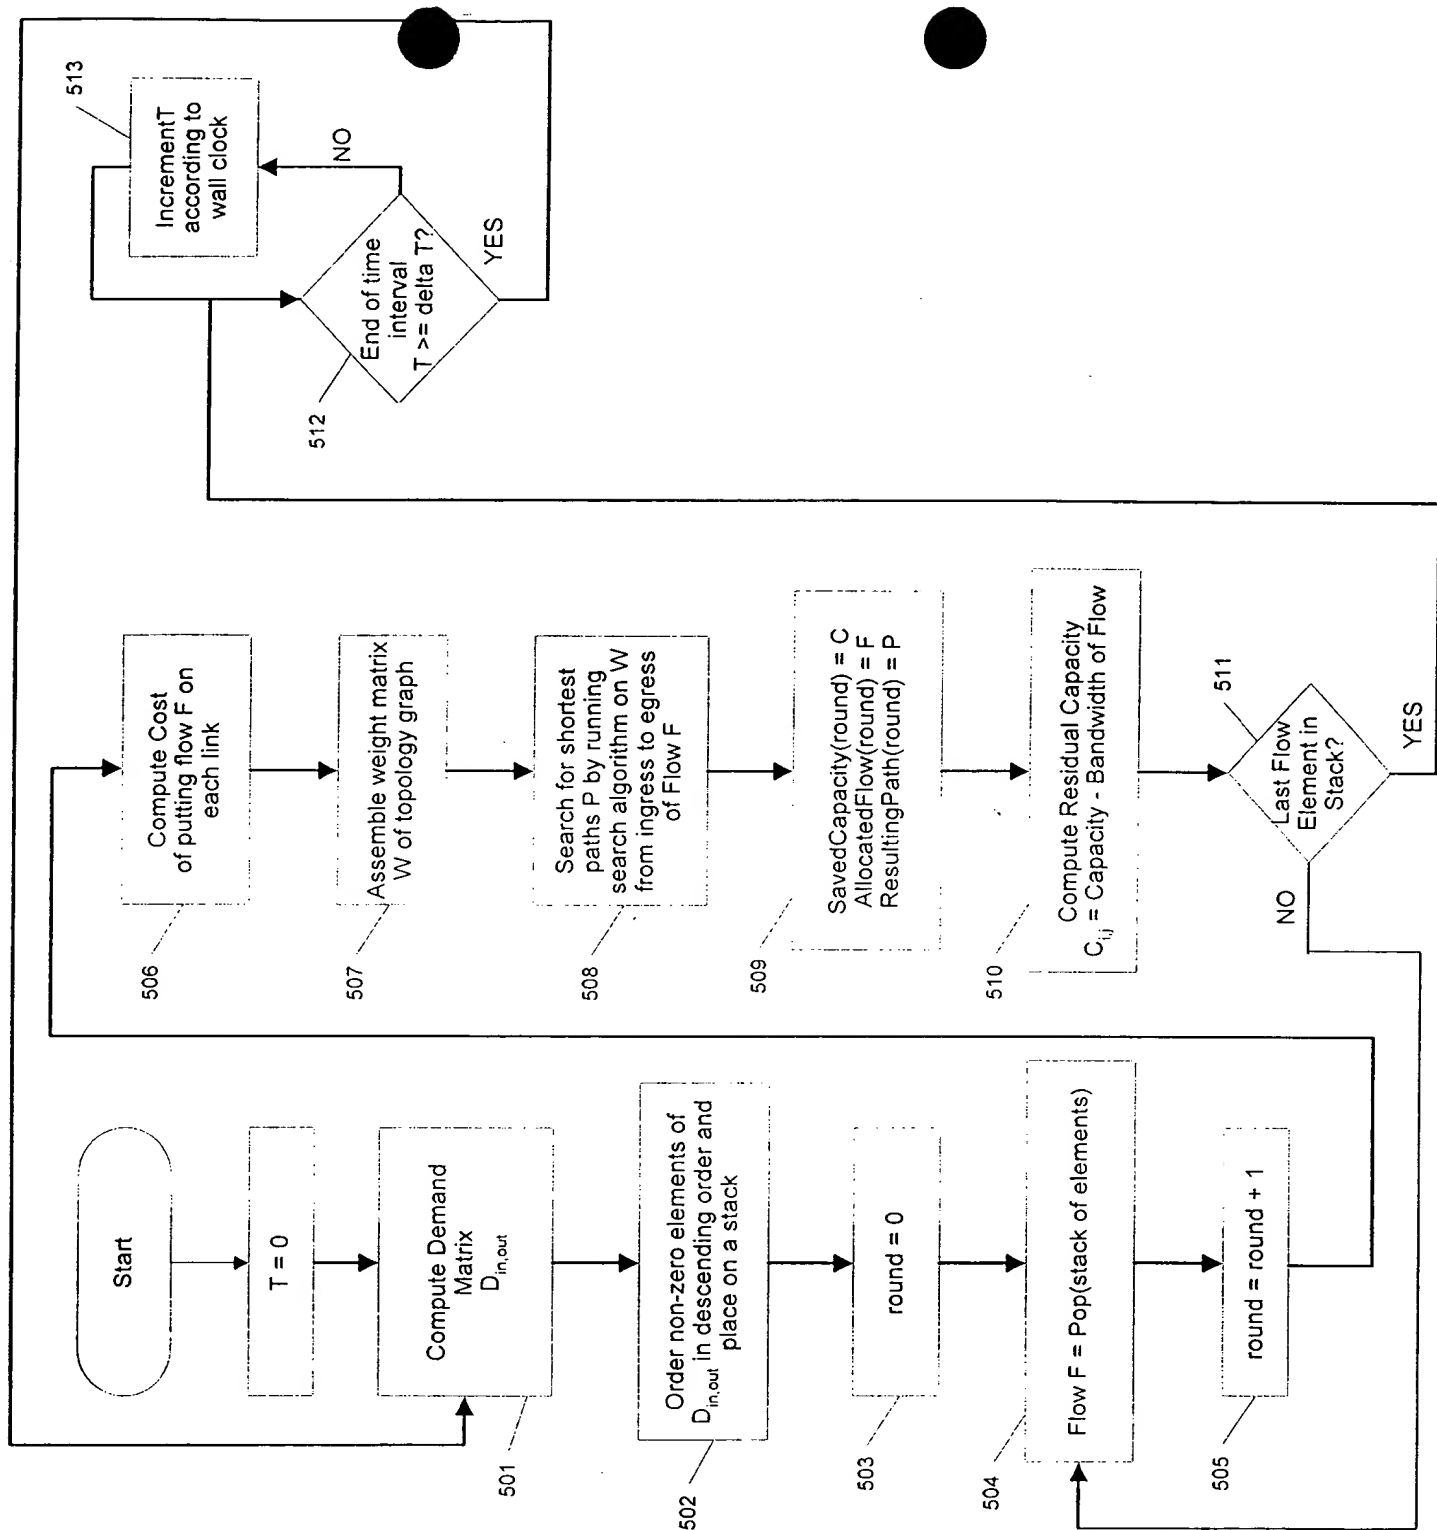 Start
T = 0
Compute Demand
Matrix
D_in,out
501
Order non-zero elements of
D_in,out in descending order and
place on a stack
502
round = 0
503
Flow F = Pop(stack of elements)
504
round = round + 1
505
Compute Cost
of putting flow F on
each link
506
Assemble weight matrix
W of topology graph
507
Search for shortest
paths P by running
search algorithm on W
from ingress to egress
of Flow F
508
SavedCapacity(round) = C
AllocatedFlow(round) = F
ResultingPath(round) = P
509
Compute Residual Capacity
C_i,j = Capacity - Bandwidth of Flow
510
Last Flow
Element in
Stack?
511
NO
YES
End of time
interval
T >= delta T?
512
NO
YES
IncrementT
according to
wall clock
513